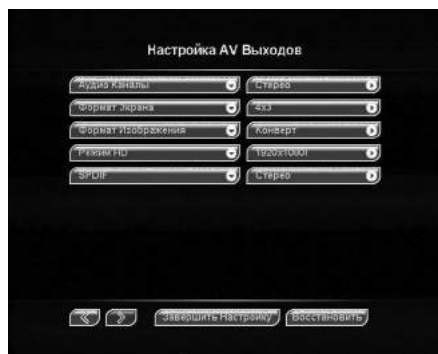 Настройка AV Выходов
Аудио Каналы Стерео
Формат Экрана 4x3
Формат Изображения Конверт
Режим HD 1920x1080i
SPDIF Стерео
Завершить Настройку Восстановить